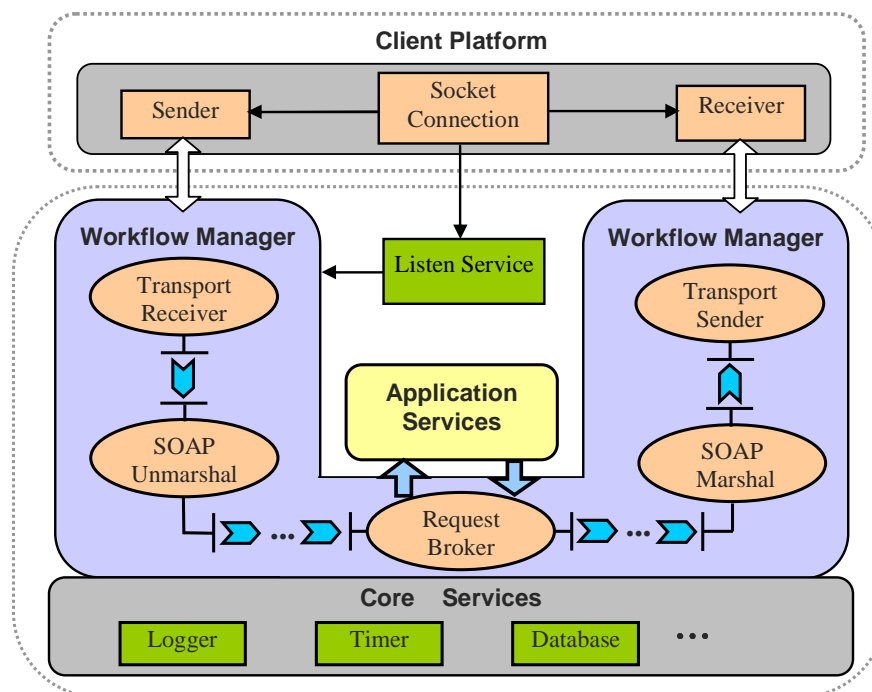 Client Platform
Sender
Socket
Connection
Receiver
Workflow Manager
Workflow Manager
Listen Service
Transport
Receiver
Transport
Sender
Application
Services
SOAP
Unmarshal
SOAP
Marshal
Request
Broker
...
...
Core Services
Logger
Timer
Database
...